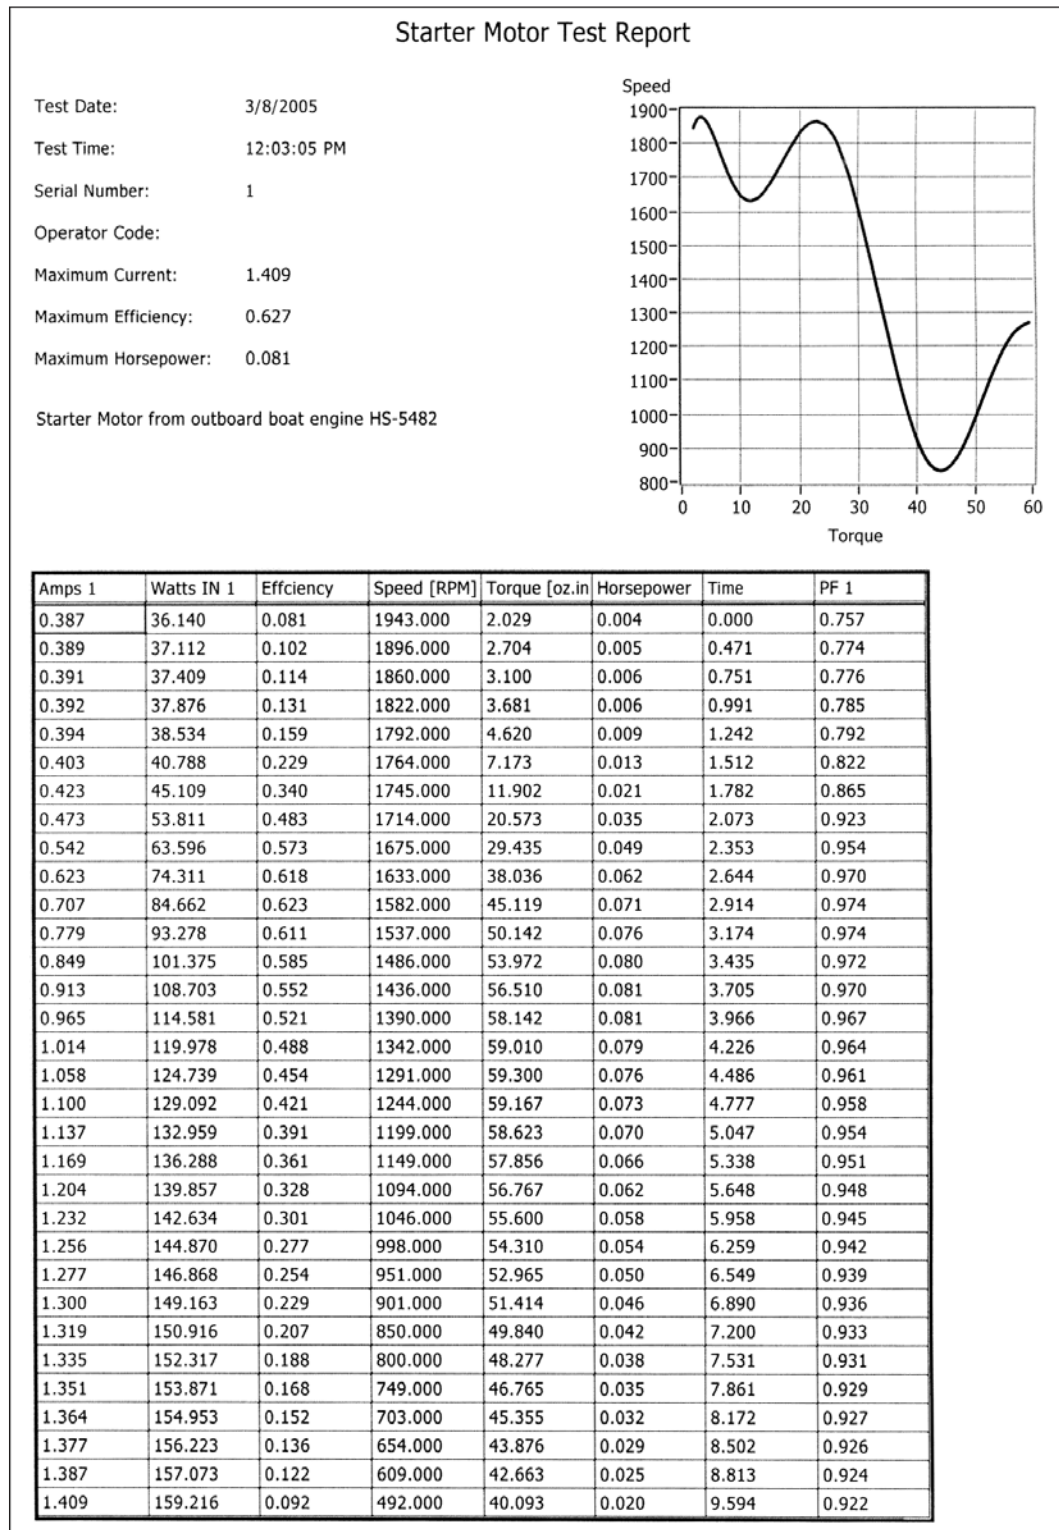 Starter Motor Test Report
Test Date: 3/8/2005
Test Time: 12:03:05 PM
Serial Number: 1
Operator Code:
Maximum Current: 1.409
Maximum Efficiency: 0.627
Maximum Horsepower: 0.081
Starter Motor from outboard boat engine HS-5482
Speed
1900
1800
1700
1600
1500
1400
1300
1200
1100
1000
900
800
0 10 20 30 40 50 60
Torque
Amps 1 Watts IN 1 Effciency Speed [RPM] Torque [oz.in Horsepower Time PF 1
0.387 36.140 0.081 1943.000 2.029 0.004 0.000 0.757
0.389 37.112 0.102 1896.000 2.704 0.005 0.471 0.774
0.391 37.409 0.114 1860.000 3.100 0.006 0.751 0.776
0.392 37.876 0.131 1822.000 3.681 0.006 0.991 0.785
0.394 38.534 0.159 1792.000 4.620 0.009 1.242 0.792
0.403 40.788 0.229 1764.000 7.173 0.013 1.512 0.822
0.423 45.109 0.340 1745.000 11.902 0.021 1.782 0.865
0.473 53.811 0.483 1714.000 20.573 0.035 2.073 0.923
0.542 63.596 0.573 1675.000 29.435 0.049 2.353 0.954
0.623 74.311 0.618 1633.000 38.036 0.062 2.644 0.970
0.707 84.662 0.623 1582.000 45.119 0.071 2.914 0.974
0.779 93.278 0.611 1537.000 50.142 0.076 3.174 0.974
0.849 101.375 0.585 1486.000 53.972 0.080 3.435 0.972
0.913 108.703 0.552 1436.000 56.510 0.081 3.705 0.970
0.965 114.581 0.521 1390.000 58.142 0.081 3.966 0.967
1.014 119.978 0.488 1342.000 59.010 0.079 4.226 0.964
1.058 124.739 0.454 1291.000 59.300 0.076 4.486 0.961
1.100 129.092 0.421 1244.000 59.167 0.073 4.777 0.958
1.137 132.959 0.391 1199.000 58.623 0.070 5.047 0.954
1.169 136.288 0.361 1149.000 57.856 0.066 5.338 0.951
1.204 139.857 0.328 1094.000 56.767 0.062 5.648 0.948
1.232 142.634 0.301 1046.000 55.600 0.058 5.958 0.945
1.256 144.870 0.277 998.000 54.310 0.054 6.259 0.942
1.277 146.868 0.254 951.000 52.965 0.050 6.549 0.939
1.300 149.163 0.229 901.000 51.414 0.046 6.890 0.936
1.319 150.916 0.207 850.000 49.840 0.042 7.200 0.933
1.335 152.317 0.188 800.000 48.277 0.038 7.531 0.931
1.351 153.871 0.168 749.000 46.765 0.035 7.861 0.929
1.364 154.953 0.152 703.000 45.355 0.032 8.172 0.927
1.377 156.223 0.136 654.000 43.876 0.029 8.502 0.926
1.387 157.073 0.122 609.000 42.663 0.025 8.813 0.924
1.409 159.216 0.092 492.000 40.093 0.020 9.594 0.922